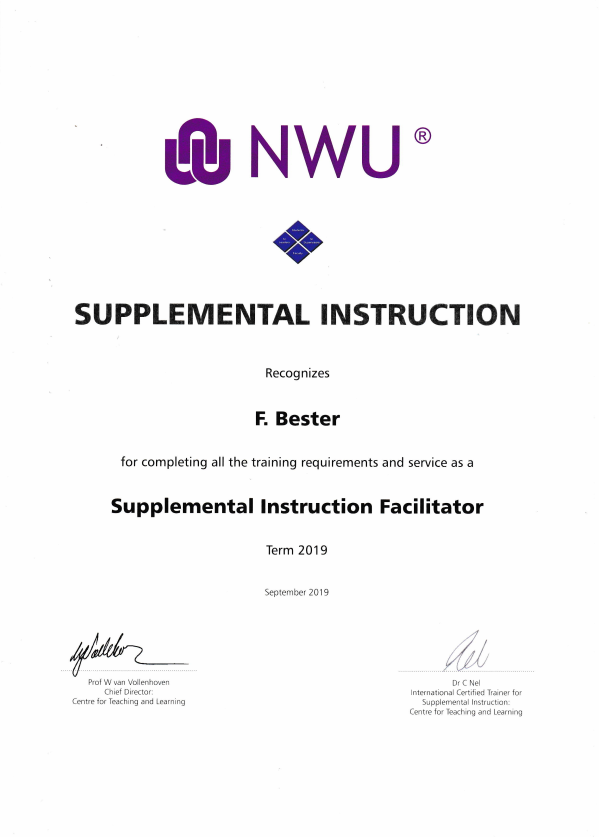 NWU®
SUPPLEMENTAL INSTRUCTION
Recognizes
F. Bester
for completing all the training requirements and service as a
Supplemental Instruction Facilitator
Term 2019
September 2019
Prof W van Vollenhoven
Chief Director:
Centre for Teaching and Learning
Dr C Nel
International Certified Trainer for
Supplemental Instruction:
Centre for Teaching and Learning